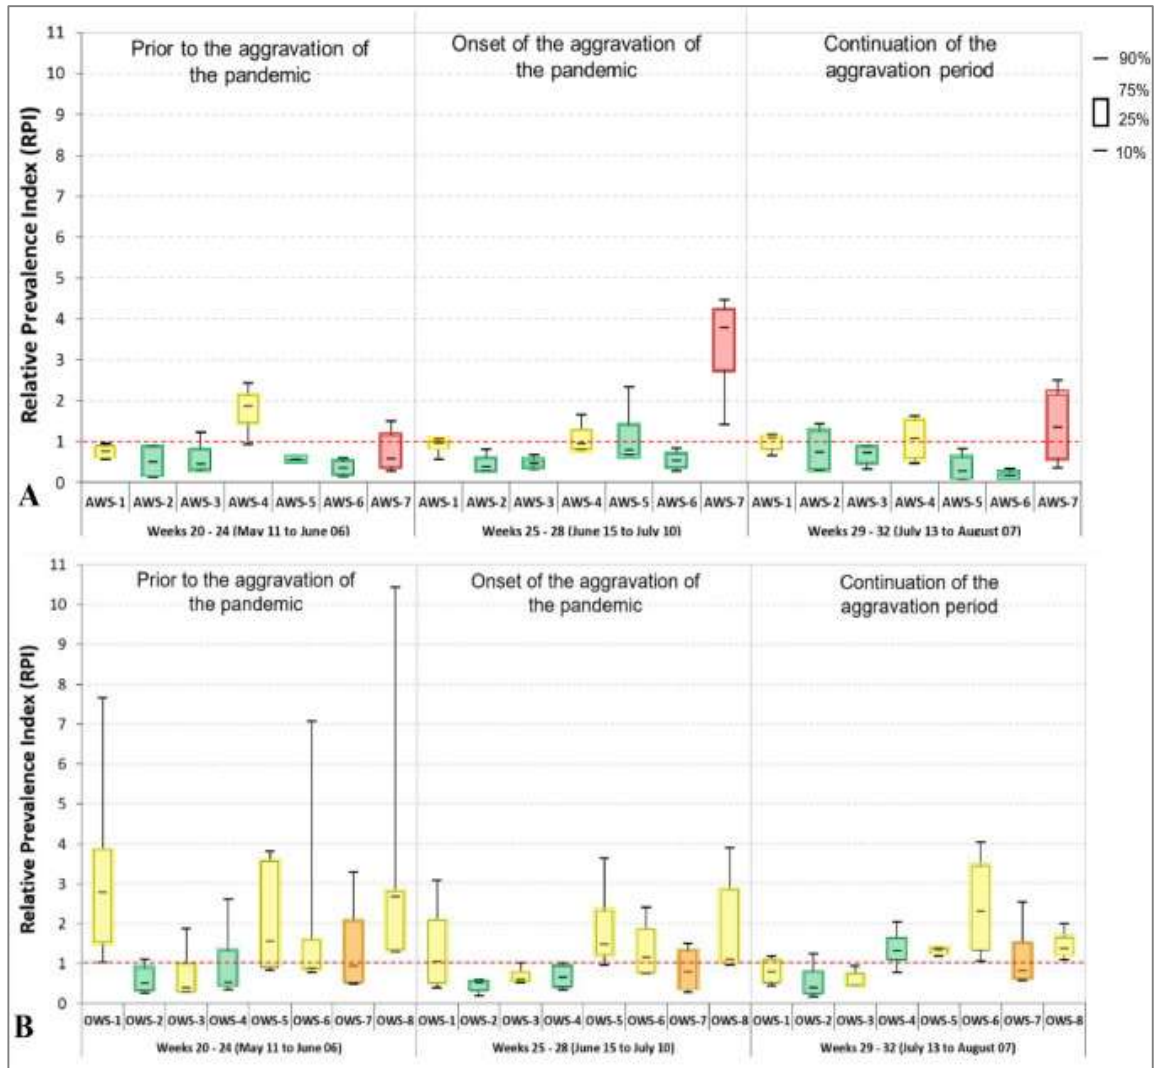 11
Prior to the aggravation of
the pandemic
Onset of the aggravation of
the pandemic
Continuation of the
aggravation period
90%
75%
25%
10%
Relative Prevalence Index (RPI)
10
9
8
7
6
5
4
3
2
1
0
A
AWS-1 AWS-2 AWS-3 AWS-4 AWS-5 AWS-6 AWS-7 AWS-1 AWS-2 AWS-3 AWS-4 AWS-5 AWS-6 AWS-7 AWS-1 AWS-2 AWS-3 AWS-4 AWS-5 AWS-6 AWS-7
Weeks 20 - 24 (May 11 to June 06) Weeks 25 - 28 (June 15 to July 10) Weeks 29 - 32 (July 13 to August 07)
11
Prior to the aggravation of
the pandemic
Onset of the aggravation of
the pandemic
Continuation of the
aggravation period
Relative Prevalence Index (RPI)
10
9
8
7
6
5
4
3
2
1
0
B
OWS-1 OWS-2 OWS-3 OWS-4 OWS-5 OWS-6 OWS-7 OWS-8 OWS-1 OWS-2 OWS-3 OWS-4 OWS-5 OWS-6 OWS-7 OWS-8 OWS-1 OWS-2 OWS-3 OWS-4 OWS-5 OWS-6 OWS-7 OWS-8
Weeks 20 - 24 (May 11 to June 06) Weeks 25 - 28 (June 15 to July 10) Weeks 29 - 32 (July 13 to August 07)